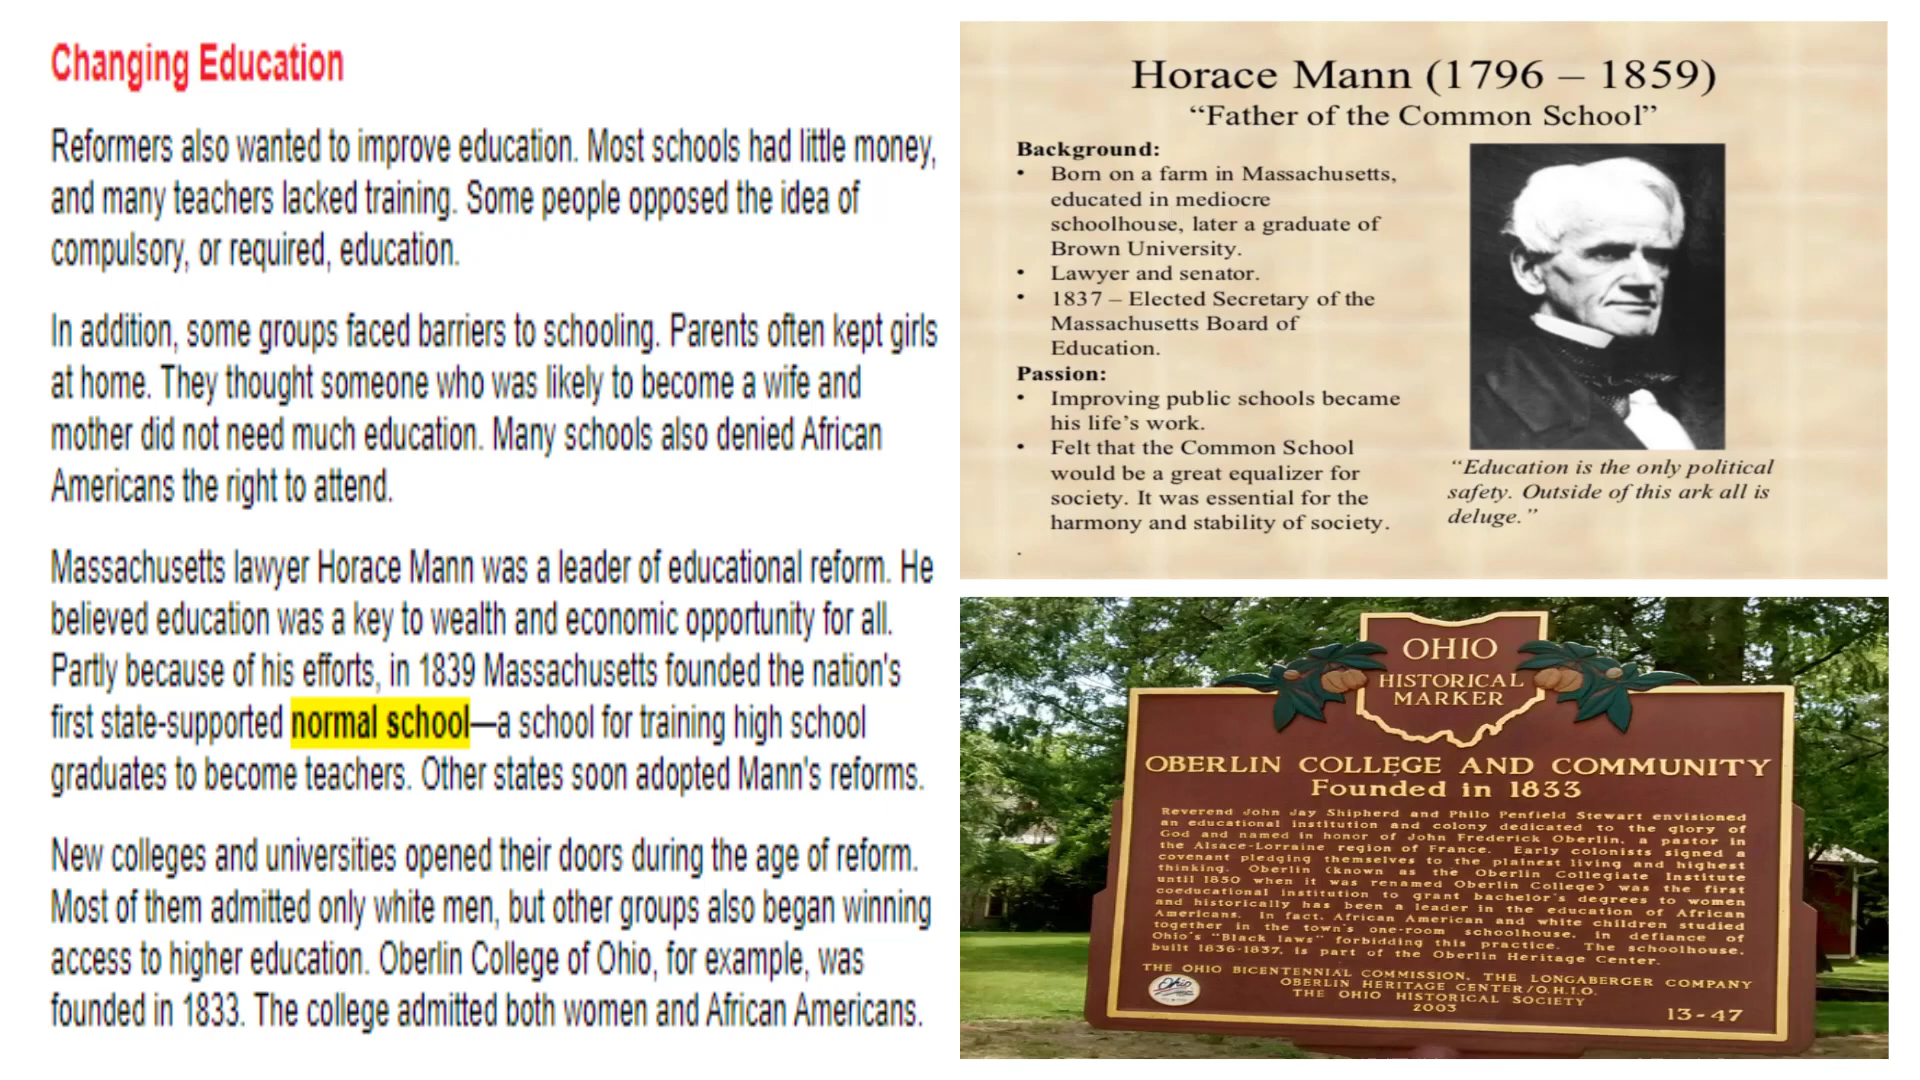 Changing Education
Reformers also wanted to improve education. Most schools had little money,
and many teachers lacked training. Some people opposed the idea of
compulsory, or required, education.
In addition, some groups faced barriers to schooling. Parents often kept girls
at home. They thought someone who was likely to become a wife and
mother did not need much education. Many schools also denied African
Americans the right to attend.
Massachusetts lawyer Horace Mann was a leader of educational reform. He
believed education was a key to wealth and economic opportunity for all.
Partly because of his efforts, in 1839 Massachusetts founded the nation's
first state-supported normal school—a school for training high school
graduates to become teachers. Other states soon adopted Mann's reforms.
New colleges and universities opened their doors during the age of reform.
Most of them admitted only white men, but other groups also began winning
access to higher education. Oberlin College of Ohio, for example, was
founded in 1833. The college admitted both women and African Americans.
Horace Mann (1796 – 1859)
“Father of the Common School”
Background:
• Born on a farm in Massachusetts,
educated in mediocre
schoolhouse, later a graduate of
Brown University.
• Lawyer and senator.
• 1837 – Elected Secretary of the
Massachusetts Board of
Education.
Passion:
• Improving public schools became
his life’s work.
• Felt that the Common School
would be a great equalizer for
society. It was essential for the
harmony and stability of society.
.
“Education is the only political
safety. Outside of this ark all is
deluge.”
OHIO
HISTORICAL
MARKER
OBERLIN COLLEGE AND COMMUNITY
Founded in 1833
Reverend John Jay Shipherd and Philo Penfield Stewart envisioned
an educational institution and colony dedicated to the glory of
God and named in honor of John Frederick Oberlin, a pastor in
the Alsace-Lorraine region of France. Early colonists signed a
covenant pledging themselves to the plainest living and highest
thinking. Oberlin (known as the Oberlin Collegiate Institute
until 1850 when it was renamed Oberlin College) was the first
coeducational institution to grant bachelor's degrees to women
and historically has been a leader in the education of African
Americans. In fact, African American and white children studied
together in the town's one-room schoolhouse, in defiance of
Ohio's "Black laws" forbidding this practice. The schoolhouse,
built 1836-1837, is part of the Oberlin Heritage Center.
THE OHIO BICENTENNIAL COMMISSION, THE LONGABERGER COMPANY
OBERLIN HERITAGE CENTER/O.H.I.O.
THE OHIO HISTORICAL SOCIETY
2003
13-47
Ohio